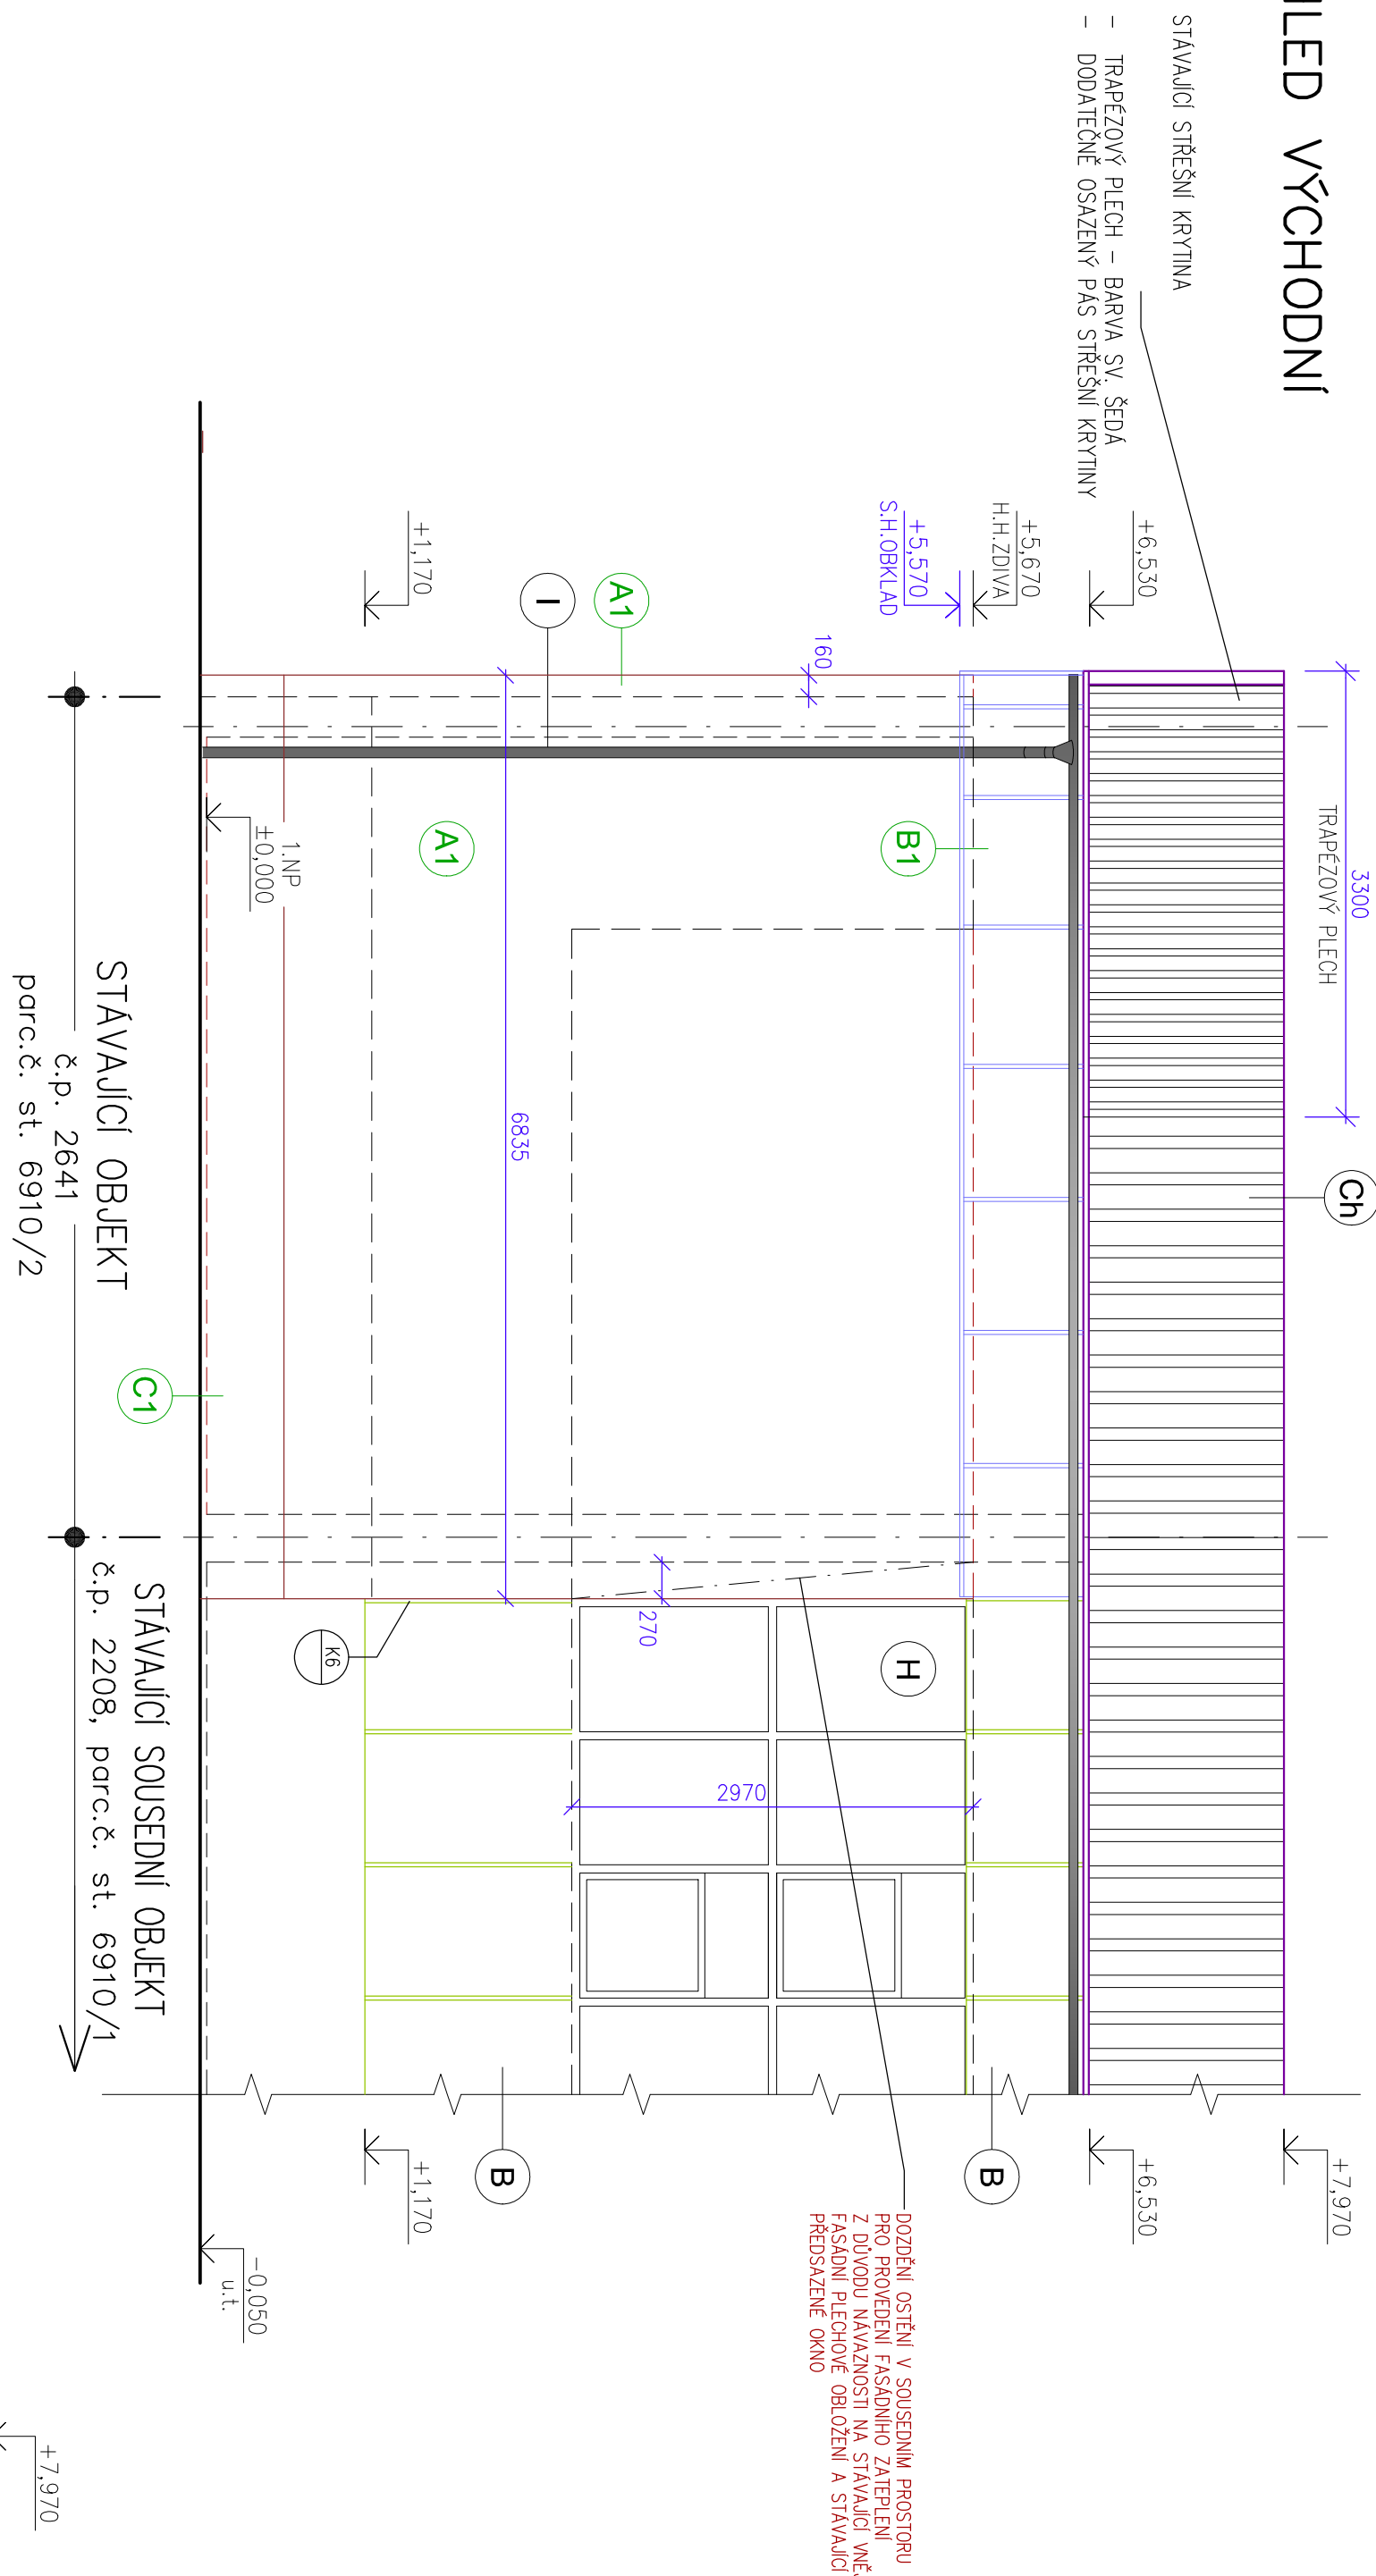 HLED VÝCHODNÍ
STÁVAJÍCÍ STŘEŠNÍ KRYTINA
- TRAPÉZOVÝ PLECH - BARVA SV. ŠEDÁ
- DODATEČNĚ OSAZENÝ PÁS STŘEŠNÍ KRYTINY
3300
TRAPÉZOVÝ PLECH
Ch
+7,970
+6,530
+6,530
+5,670
H.H.ZDIVA
+5,570
S.H.OBKLAD
160
B1
H
B
A1
I
A1
2970
270
6835
B
+1,170
K6
+1,170
1.NP
±0,000
-0,050
u.t.
C1
DOZDĚNÍ OSTĚNÍ V SOUSEDNÍM PROSTORU
PRO PROVEDENÍ FASÁDNÍHO ZATEPLENÍ
Z DŮVODU NÁVAZNOSTI NA STÁVAJÍCÍ VNĚ
FASÁDNÍ PLECHOVÉ OBLOŽENÍ A STÁVAJÍCÍ
PŘEDSAZENÉ OKNO
STÁVAJÍCÍ OBJEKT
č.p. 2641
parc.č. st. 6910/2
STÁVAJÍCÍ SOUSEDNÍ OBJEKT
č.p. 2208, parc.č. st. 6910/1
+7,970